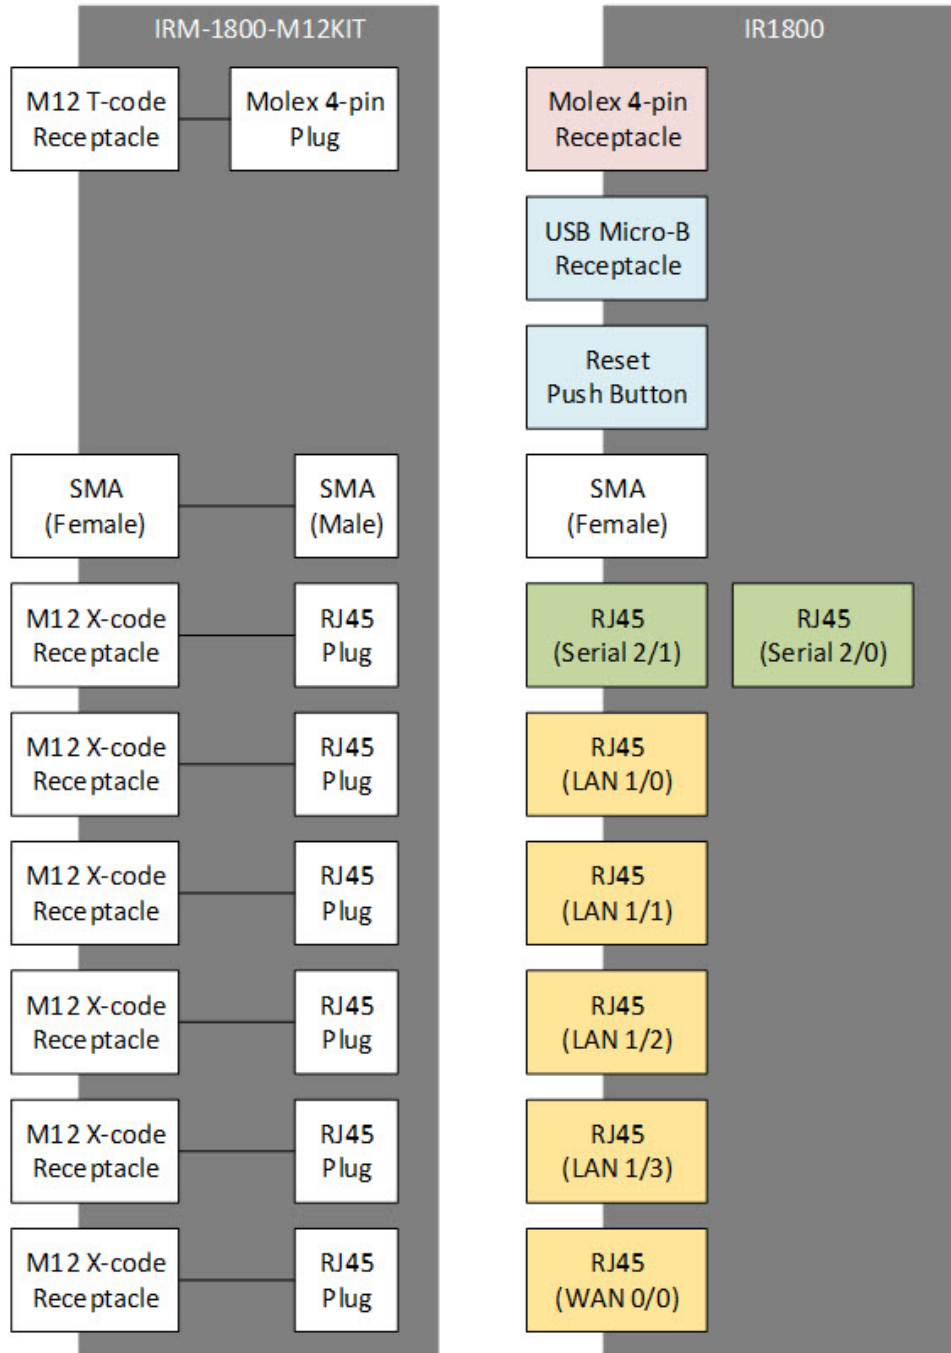 IRM-1800-M12KIT
IR1800
M12 T-code
Receptacle
Molex 4-pin
Plug
Molex 4-pin
Receptacle
USB Micro-B
Receptacle
Reset
Push Button
SMA
(Female)
SMA
(Male)
SMA
(Female)
M12 X-code
Receptacle
RJ45
Plug
RJ45
(Serial 2/1)
RJ45
(Serial 2/0)
M12 X-code
Receptacle
RJ45
Plug
RJ45
(LAN 1/0)
M12 X-code
Receptacle
RJ45
Plug
RJ45
(LAN 1/1)
M12 X-code
Receptacle
RJ45
Plug
RJ45
(LAN 1/2)
M12 X-code
Receptacle
RJ45
Plug
RJ45
(LAN 1/3)
M12 X-code
Receptacle
RJ45
Plug
RJ45
(WAN 0/0)